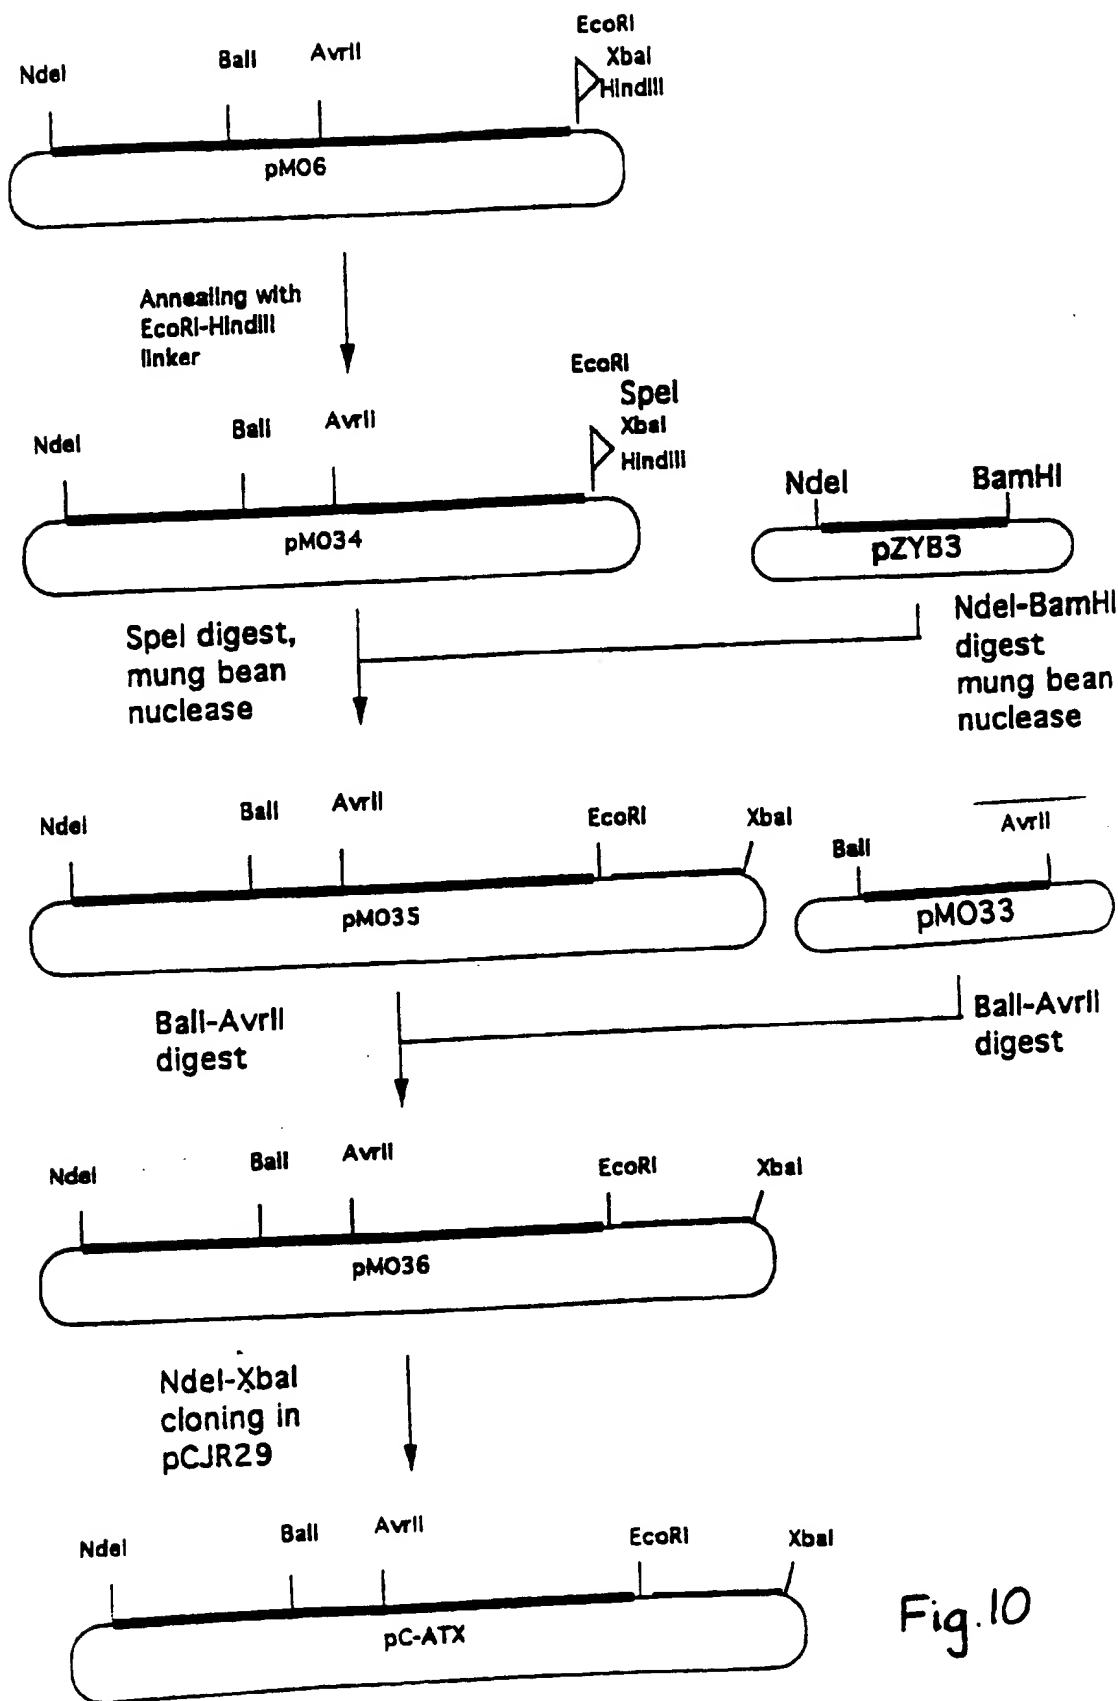 EcoRI
NdeI BalI AvrII XbaI
HindIII
pMO6
Annealing with
EcoRI-HindIII
linker
EcoRI
SpeI
NdeI BalI AvrII XbaI
HindIII
NdeI BamHI
pMO34
pZYB3
SpeI digest,
mung bean
nuclease
NdeI-BamHI
digest
mung bean
nuclease
NdeI BalI AvrII EcoRI XbaI
BalI AvrII
pMO35
pMO33
BalI-AvrII
digest
BalI-AvrII
digest
NdeI BalI AvrII EcoRI XbaI
pMO36
NdeI-XbaI
cloning in
pCJR29
NdeI BalI AvrII EcoRI XbaI
pC-ATX
Fig.10